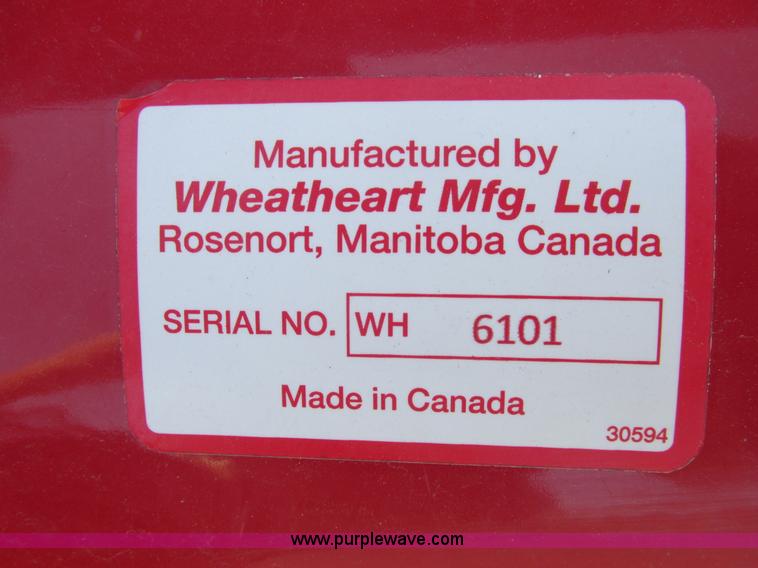 Manufactured by
Wheatheart Mfg. Ltd.
Rosenort, Manitoba Canada
SERIAL NO. WH 6101
Made in Canada
30594
www.purplewave.com